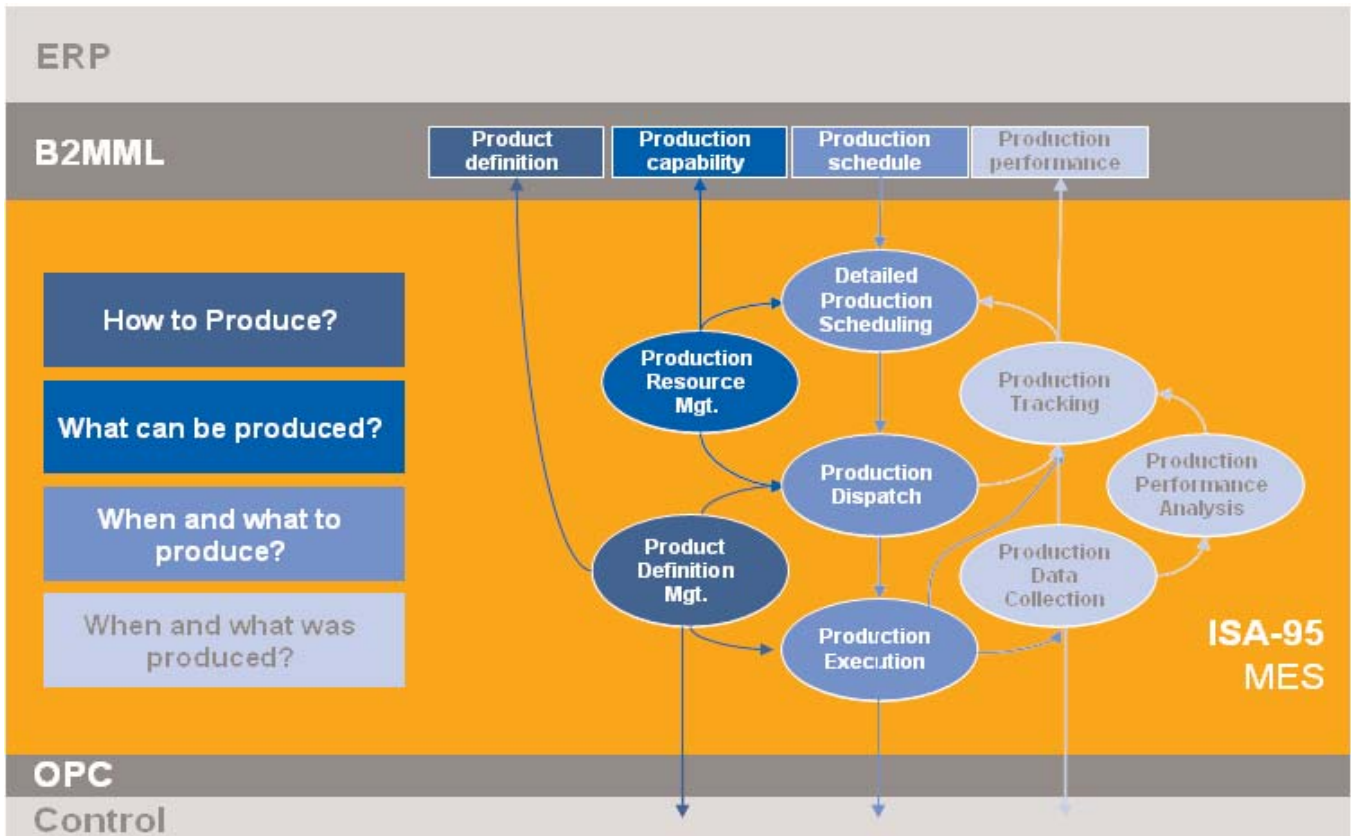 ERP
B2MML
Product
definition
Production
capability
Production
schedule
Production
performance
How to Produce?
What can be produced?
When and what to
produce?
When and what was
produced?
Detailed
Production
Scheduling
Production
Resource
Mgt.
Production
Tracking
Production
Dispatch
Production
Performance
Analysis
Product
Definition
Mgt.
Production
Data
Collection
Production
Execution
ISA-95
MES
OPC
Control